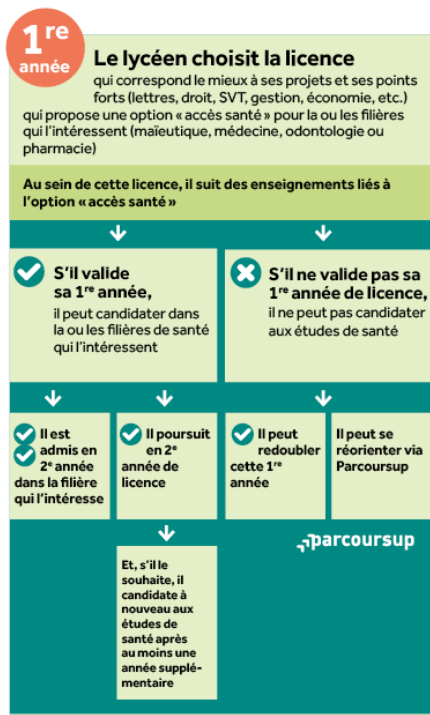 1re
année
Le lycéen choisit la licence
qui correspond le mieux à ses projets et ses points
forts (lettres, droit, SVT, gestion, économie, etc.)
qui propose une option « accès santé » pour la ou les filières
qui l'intéressent (maïeutique, médecine, odontologie ou
pharmacie)
Au sein de cette licence, il suit des enseignements liés à
l'option « accès santé »
S'il valide
sa 1re année,
il peut candidater dans
la ou les filières de santé
qui l'intéressent
S'il ne valide pas sa
1re année de licence,
il ne peut pas candidater
aux études de santé
Il est
admis en
2e année
dans la filière
qui l'intéresse
Il poursuit
en 2e
année de
licence
Il peut
redoubler
cette 1re
année
Il peut se
réorienter via
Parcoursup
Et, s'il le
souhaite, il
candidate à
nouveau aux
études de
santé après
au moins une
année supplé-
mentaire
parcoursup